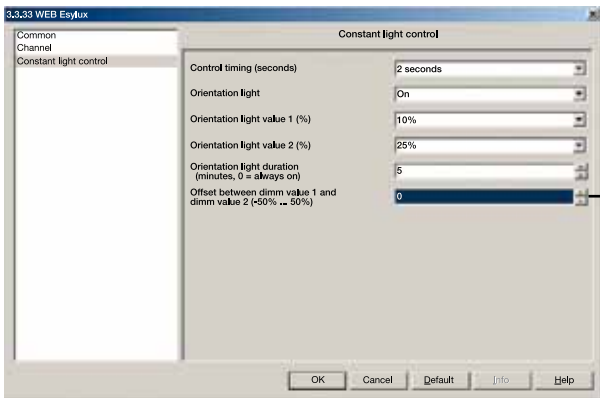 3.3.33 WEB Esylux
Common
Channel
Constant light control
Constant light control
Control timing (seconds)
2 seconds
Orientation light
On
Orientation light value 1 (%)
10%
Orientation light value 2 (%)
25%
Orientation light duration
(minutes, 0 = always on)
5
Offset between dimm value 1 and
dimm value 2 (-50% ... 50%)
0
OK
Cancel
Default
Info
Help